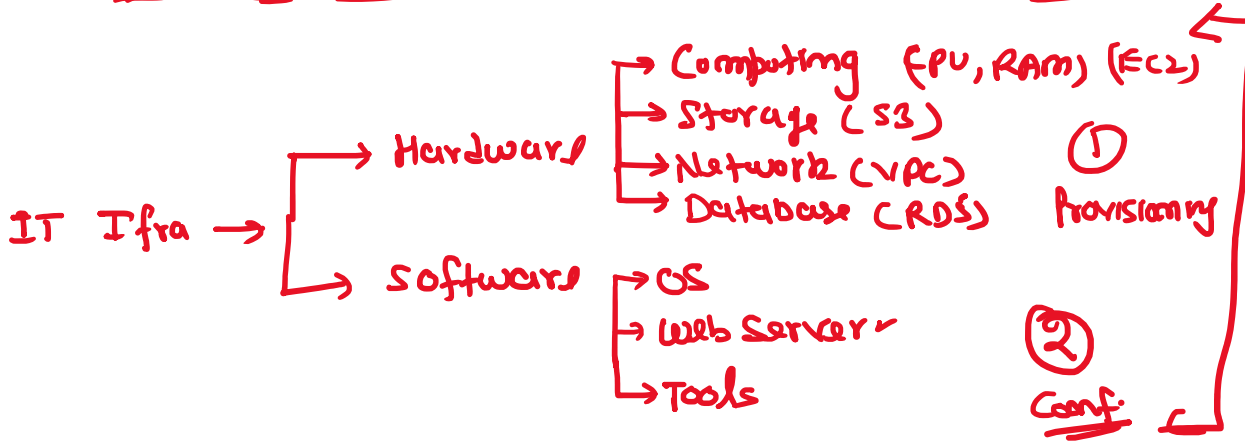 Computing (CPU, RAM) (EC2)
Storage (S3)
Hardware
①
Network (VPC)
Database (RDS)
Provisioning
IT Ifra
Software
OS
Web Server
②
Tools
Conf.